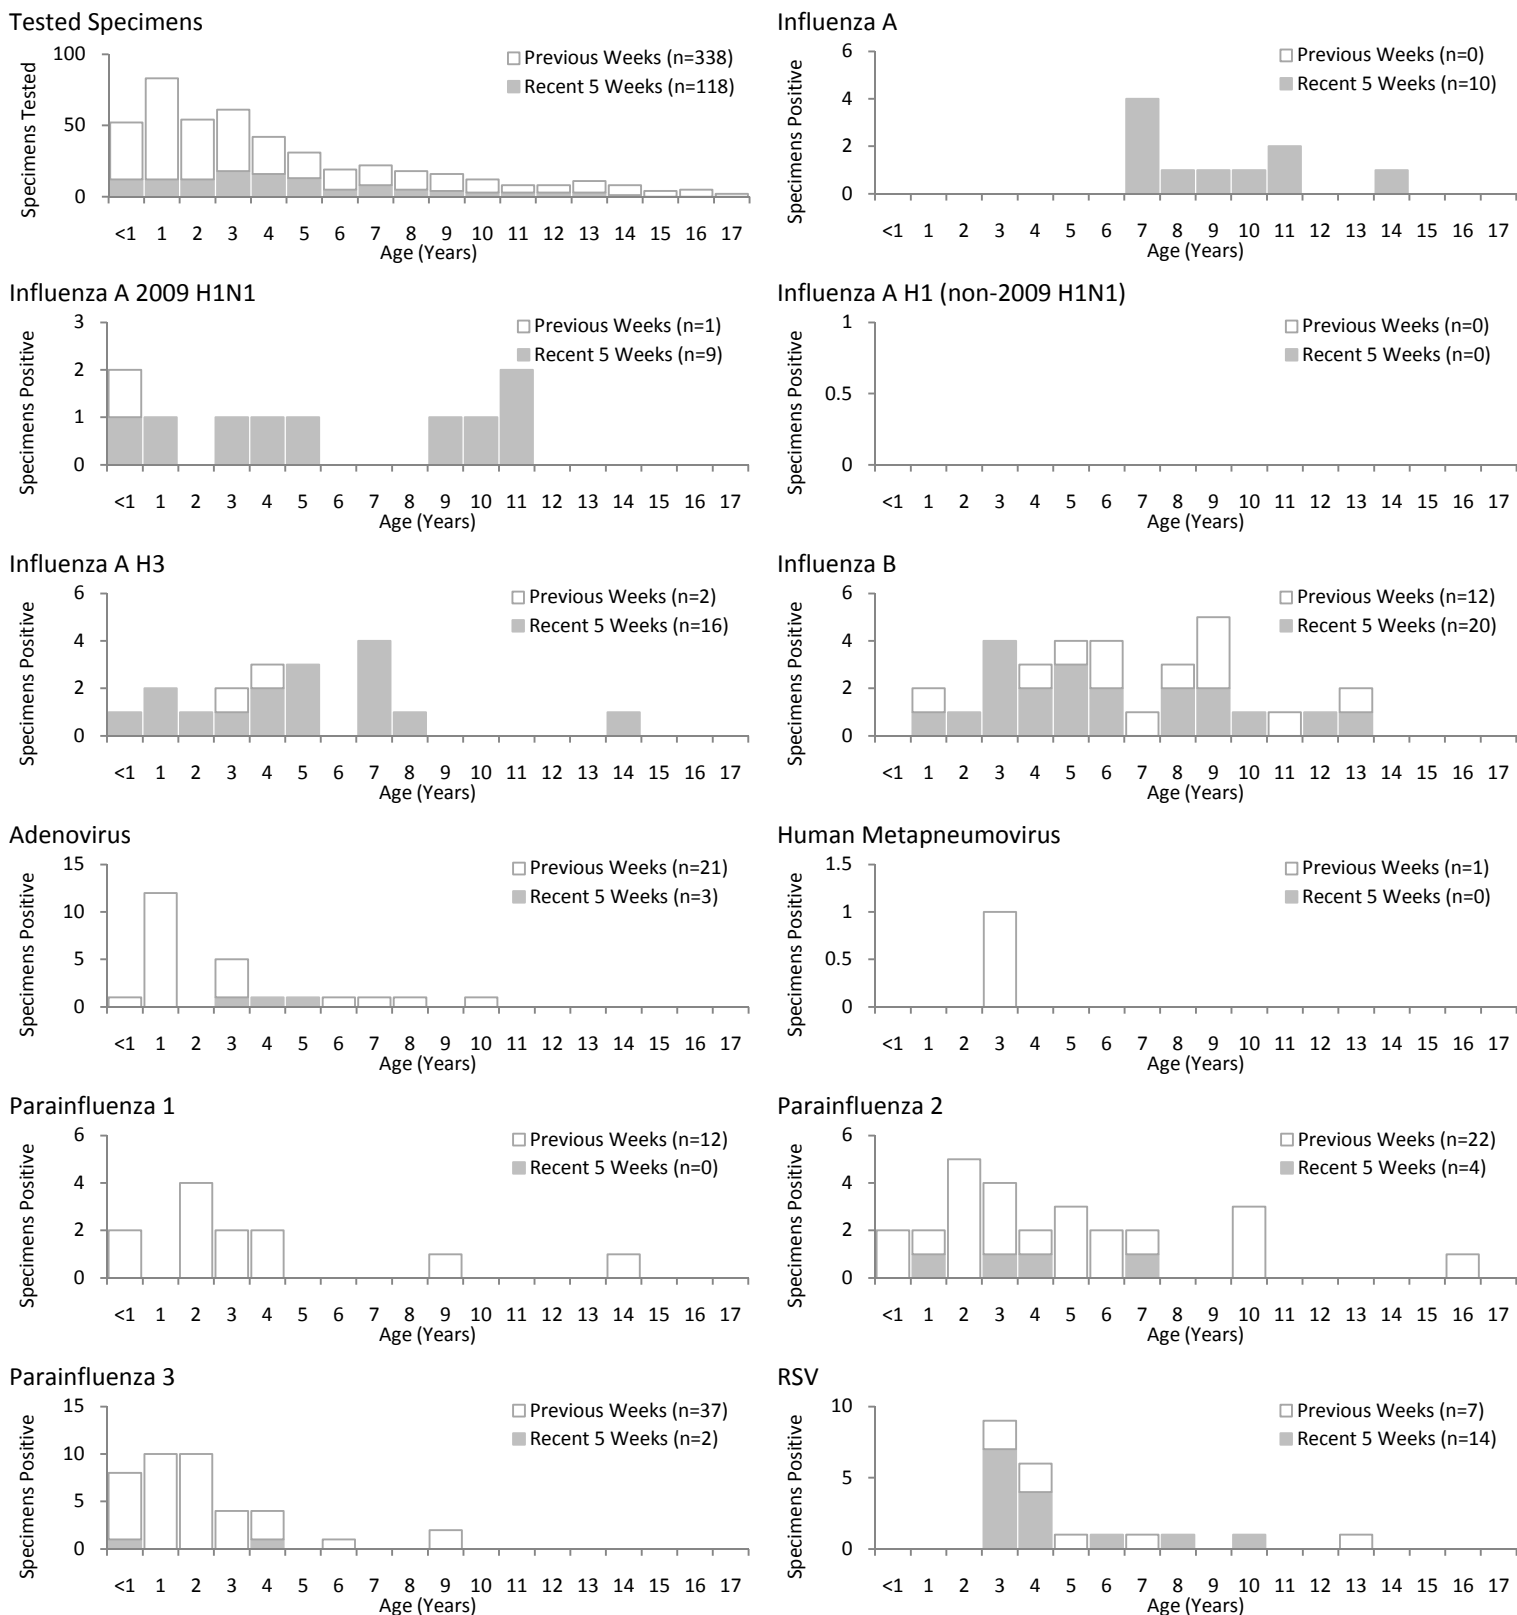 Tested Specimens
Specimens Tested
100
50
0
Previous Weeks (n=338)
Recent 5 Weeks (n=118)
<1 1 2 3 4 5 6 7 8 9 10 11 12 13 14 15 16 17
Age (Years)
Influenza A
Specimens Positive
6
4
2
0
Previous Weeks (n=0)
Recent 5 Weeks (n=10)
<1 1 2 3 4 5 6 7 8 9 10 11 12 13 14 15 16 17
Age (Years)
Influenza A 2009 H1N1
Specimens Positive
3
2
1
0
Previous Weeks (n=1)
Recent 5 Weeks (n=9)
<1 1 2 3 4 5 6 7 8 9 10 11 12 13 14 15 16 17
Age (Years)
Influenza A H1 (non-2009 H1N1)
Specimens Positive
1
0.5
0
Previous Weeks (n=0)
Recent 5 Weeks (n=0)
<1 1 2 3 4 5 6 7 8 9 10 11 12 13 14 15 16 17
Age (Years)
Influenza A H3
Specimens Positive
6
4
2
0
Previous Weeks (n=2)
Recent 5 Weeks (n=16)
<1 1 2 3 4 5 6 7 8 9 10 11 12 13 14 15 16 17
Age (Years)
Influenza B
Specimens Positive
6
4
2
0
Previous Weeks (n=12)
Recent 5 Weeks (n=20)
<1 1 2 3 4 5 6 7 8 9 10 11 12 13 14 15 16 17
Age (Years)
Adenovirus
Specimens Positive
15
10
5
0
Previous Weeks (n=21)
Recent 5 Weeks (n=3)
<1 1 2 3 4 5 6 7 8 9 10 11 12 13 14 15 16 17
Age (Years)
Human Metapneumovirus
Specimens Positive
1.5
1
0.5
0
Previous Weeks (n=1)
Recent 5 Weeks (n=0)
<1 1 2 3 4 5 6 7 8 9 10 11 12 13 14 15 16 17
Age (Years)
Parainfluenza 1
Specimens Positive
6
4
2
0
Previous Weeks (n=12)
Recent 5 Weeks (n=0)
<1 1 2 3 4 5 6 7 8 9 10 11 12 13 14 15 16 17
Age (Years)
Parainfluenza 2
Specimens Positive
6
4
2
0
Previous Weeks (n=22)
Recent 5 Weeks (n=4)
<1 1 2 3 4 5 6 7 8 9 10 11 12 13 14 15 16 17
Age (Years)
Parainfluenza 3
Specimens Positive
15
10
5
0
Previous Weeks (n=37)
Recent 5 Weeks (n=2)
<1 1 2 3 4 5 6 7 8 9 10 11 12 13 14 15 16 17
Age (Years)
RSV
Specimens Positive
10
5
0
Previous Weeks (n=7)
Recent 5 Weeks (n=14)
<1 1 2 3 4 5 6 7 8 9 10 11 12 13 14 15 16 17
Age (Years)